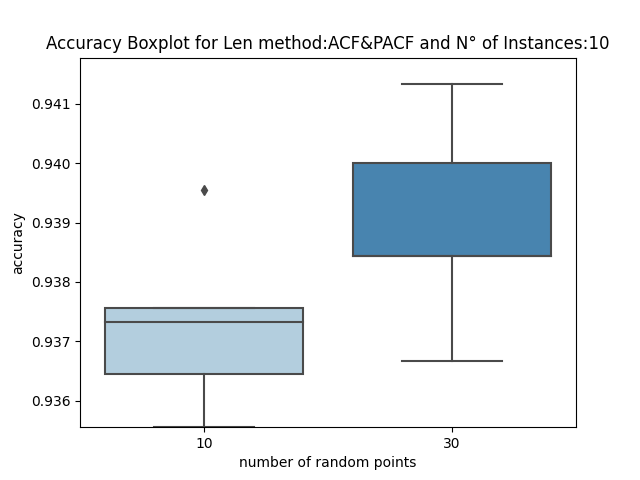 Accuracy Boxplot for Len method:ACF&PACF and N° of Instances:10
0.941
0.940
0.939
0.938
0.937
0.936
accuracy
10 30
number of random points